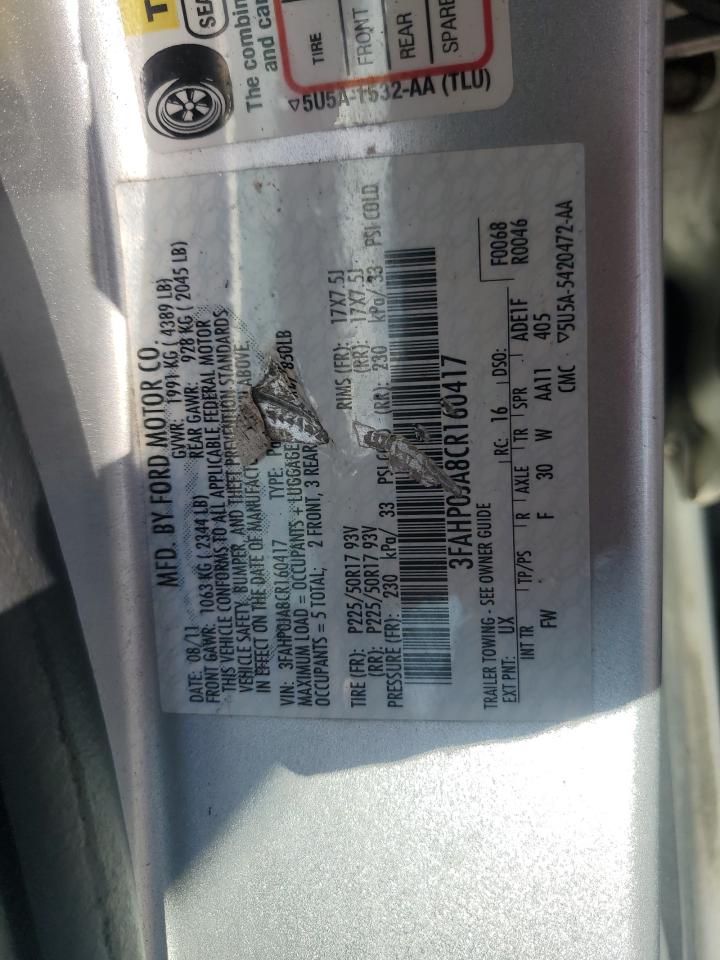 T
SEA
The combin
and car
TIRE
FRONT
REAR
SPARE
▽5U5A-1532-AA (TLU)
MFD. BY FORD MOTOR CO.
DATE: 08/11 GVWR: 1991 KG ( 4389 LB)
FRONT GAWR: 1063 KG ( 2344 LB) REAR GAWR: 928 KG ( 2045 LB)
THIS VEHICLE CONFORMS TO ALL APPLICABLE FEDERAL MOTOR
VEHICLE SAFETY, BUMPER, AND THEFT PREVENTION STANDARDS
IN EFFECT ON THE DATE OF MANUFACT ABOVE.
VIN: 3FAHP0JA8CR160417 TYPE:
MAXIMUM LOAD = OCCUPANTS + LUGGAGE 850LB
OCCUPANTS = 5 TOTAL; 2 FRONT, 3 REAR
TIRE (FR): P225/50R17 93V RIMS (FR): 17X7.5J
(RR): P225/50R17 93V (RR): 17X7.5J
PRESSURE (FR): 230 kPa/ 33 PSI (RR): 230 kPa/ 33 PSI COLD
3FAHP0JA8CR160417
TRAILER TOWING - SEE OWNER GUIDE
EXT PNT: UX RC: 16 DSO: F0068
R0046
INT TR TP/PS R AXLE TR SPR ADE1F
FW F 30 W AA11 405
CMC ▽5U5A-5420472-AA